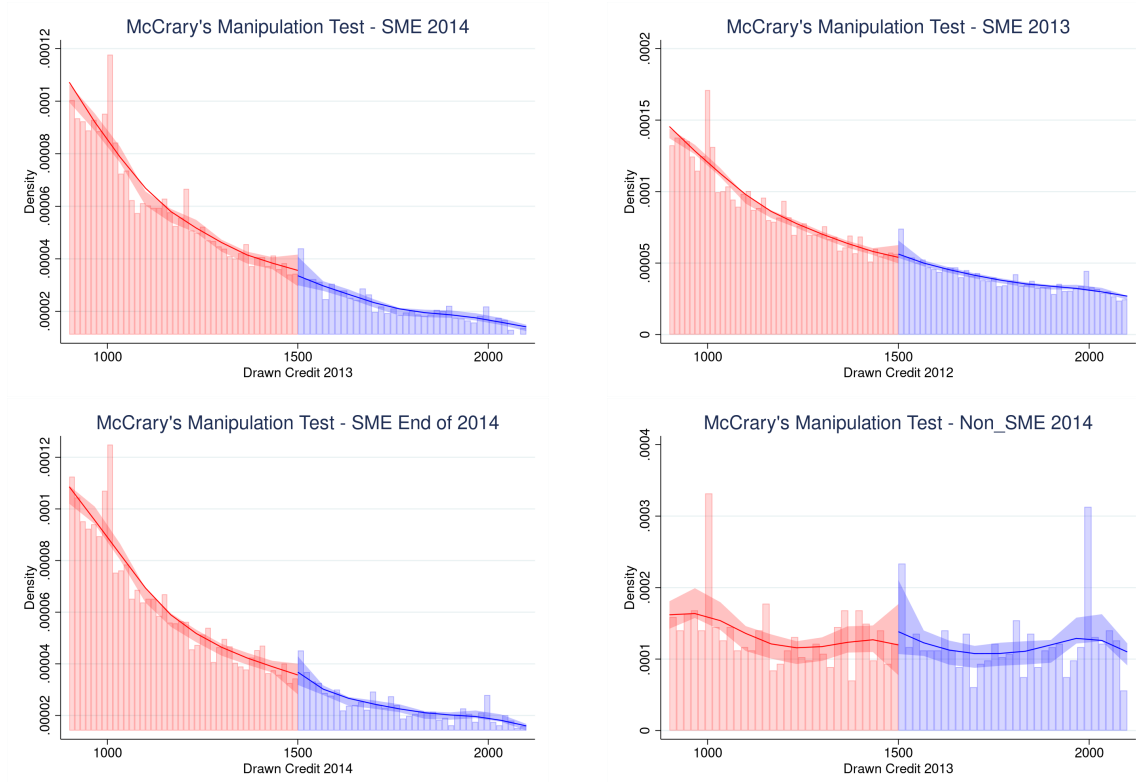 McCrary's Manipulation Test - SME 2014
Density
.00012
.0001
.00008
.00006
.00004
.00002
1000 1500 2000
Drawn Credit 2013
McCrary's Manipulation Test - SME 2013
Density
.0002
.00015
.0001
.00005
0
1000 1500 2000
Drawn Credit 2012
McCrary's Manipulation Test - SME End of 2014
Density
.00012
.0001
.00008
.00006
.00004
.00002
1000 1500 2000
Drawn Credit 2014
McCrary's Manipulation Test - Non_SME 2014
Density
.0004
.0003
.0002
.0001
0
1000 1500 2000
Drawn Credit 2013